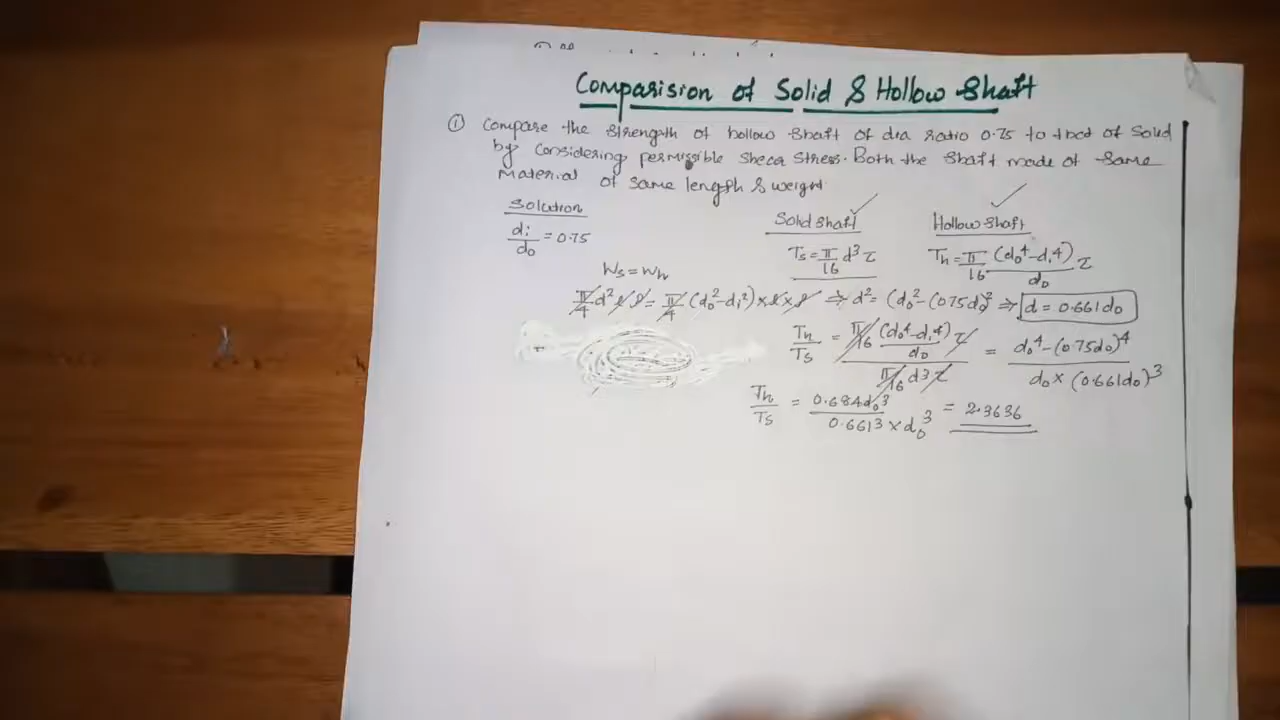 Comparision of Solid & Hollow Shaft
① Compare the strength of hollow shaft of dia ratio 0.75 to that of Solid
by considering permissible shear stress. Both the shaft made of same
material of same length & weight
Solution
di/do = 0.75
Solid shaft ✓
Hollow shaft ✓
Ts = π/16 d³ τ
Th = π/16 (do⁴-di⁴)/do τ
Ws = Wh
π/4 d² = π/4 (do²-di²) ⇒ d² = (do²-(0.75do)² ⇒ d = 0.661do
Th/Ts = π/16 (do⁴-di⁴)/do τ / π/16 d3 τ = do⁴-(0.75do)⁴ / do × (0.661do)³
Th/Ts = 0.684do³ / 0.6613 × do³ = 2.3636